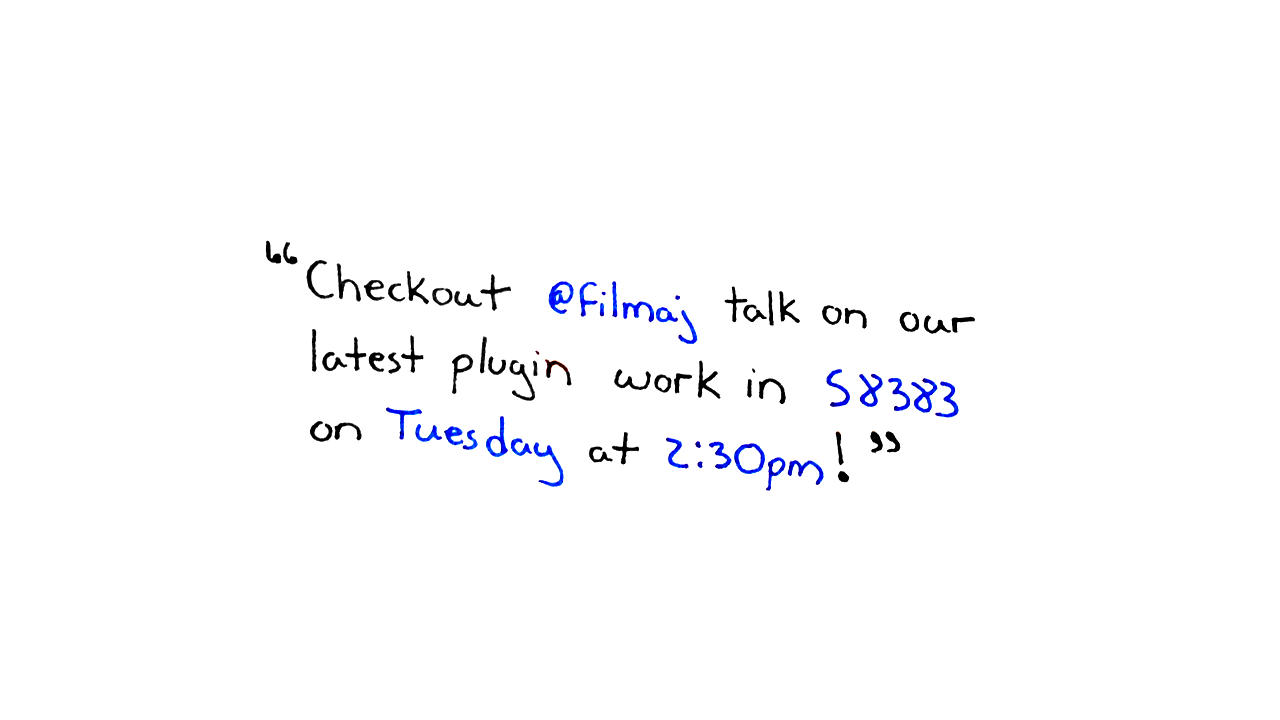 “Checkout @filmaj talk on our
latest plugin work in S8383
on Tuesday at 2:30pm!”